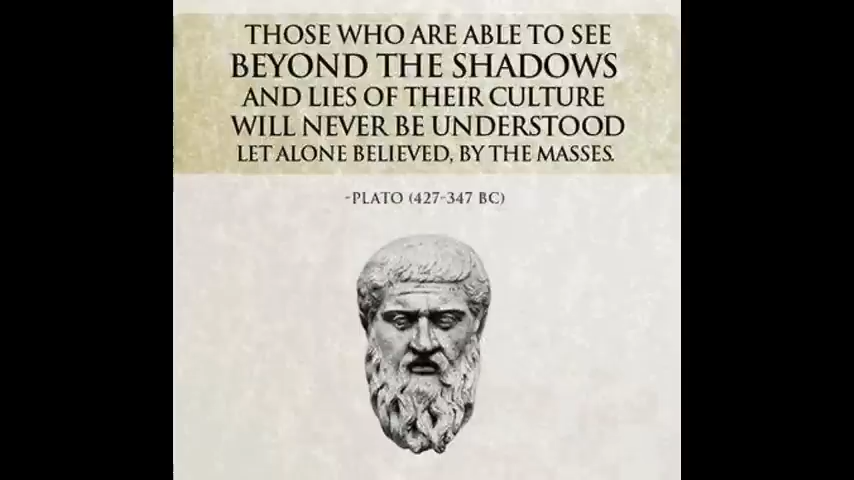 THOSE WHO ARE ABLE TO SEE
BEYOND THE SHADOWS
AND LIES OF THEIR CULTURE
WILL NEVER BE UNDERSTOOD
LET ALONE BELIEVED, BY THE MASSES.
-PLATO (427-347 BC)